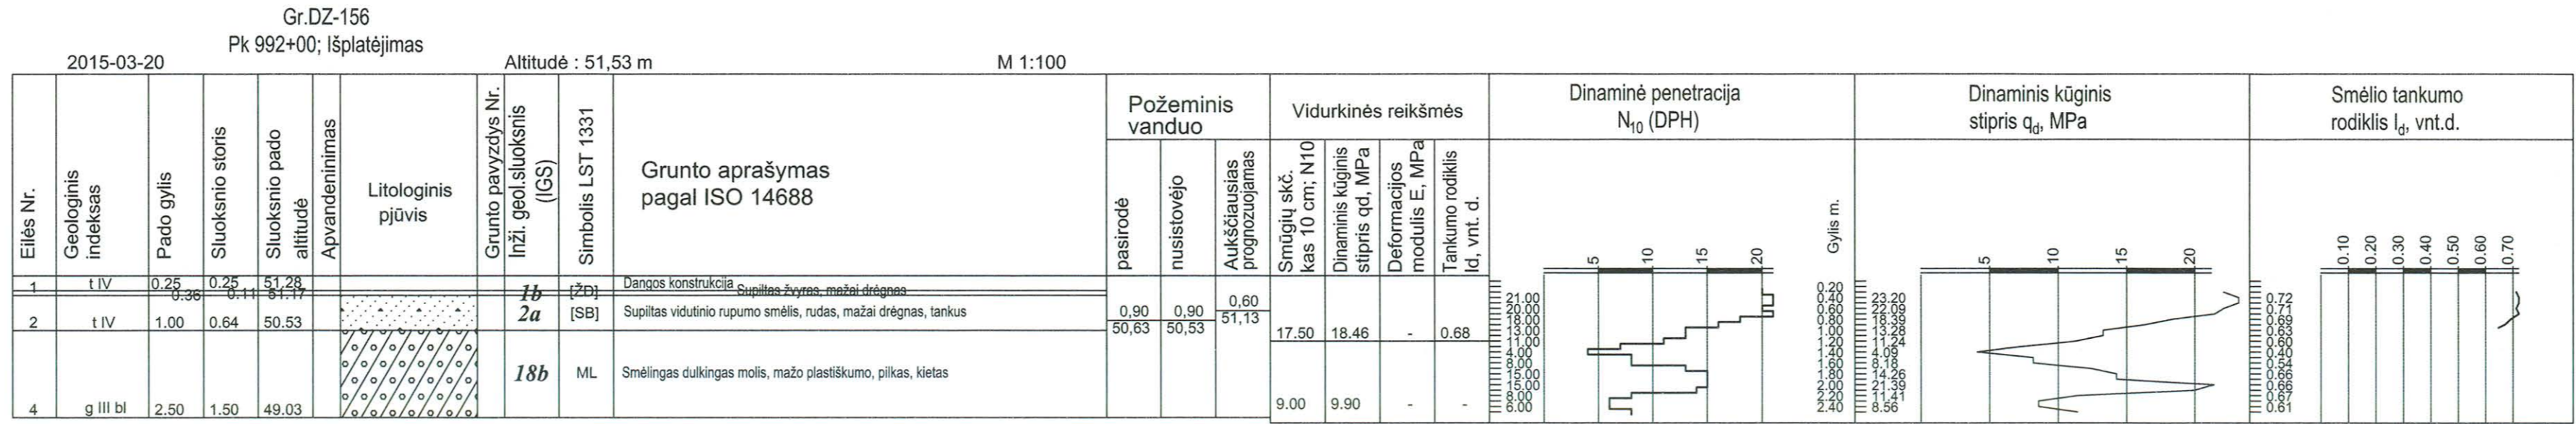 Gr.DZ-156
Pk 992+00; Išplatėjimas
2015-03-20 Altitudė : 51,53 m M 1:100
Eilės Nr.
Geologinis indeksas
Pado gylis
Sluoksnio storis
Sluoksnio pado altitudė
Apvandeninimas
Litologinis
pjūvis
Grunto pavyzdys Nr.
Inži. geol.sluoksnis
(IGS)
Simbolis LST 1331
Grunto aprašymas
pagal ISO 14688
Požeminis
vanduo
pasirodė
nusistovėjo
Aukščiausias
prognozuojamas
Vidurkinės reikšmės
Smūgių skč.
kas 10 cm; N10
Dinaminis kūginis
stipris qd, MPa
Deformacijos
modulis E, MPa
Tankumo rodiklis
Id, vnt. d.
Dinaminė penetracija
N10 (DPH)
5 10 15 20
Gylis m.
Dinaminis kūginis
stipris qd, MPa
5 10 15 20
Smėlio tankumo
rodiklis Id, vnt.d.
0.10 0.20 0.30 0.40 0.50 0.60 0.70
1 t IV 0.25 0.25 51.28 Dangos konstrukcija
0.36 0.11 51.17 1b [ŽD] Supiltas žvyras, mažai drėgnas
2 t IV 1.00 0.64 50.53 2a [SB] Supiltas vidutinio rupumo smėlis, rudas, mažai drėgnas, tankus
0,90 0,90 0,60
50,63 50,53 51,13
17.50 18.46 - 0.68
4 g III bl 2.50 1.50 49.03 18b ML Smėlingas dulkingas molis, mažo plastiškumo, pilkas, kietas
9.00 9.90 - -
21.00
20.00
18.00
13.00
11.00
4.00
8.00
15.00
15.00
8.00
6.00
0.20
0.40
0.60
0.80
1.00
1.20
1.40
1.60
1.80
2.00
2.20
2.40
23.20
22.09
18.39
13.28
11.24
4.09
8.18
14.26
21.39
11.41
8.56
0.72
0.71
0.69
0.63
0.60
0.40
0.54
0.66
0.66
0.67
0.61